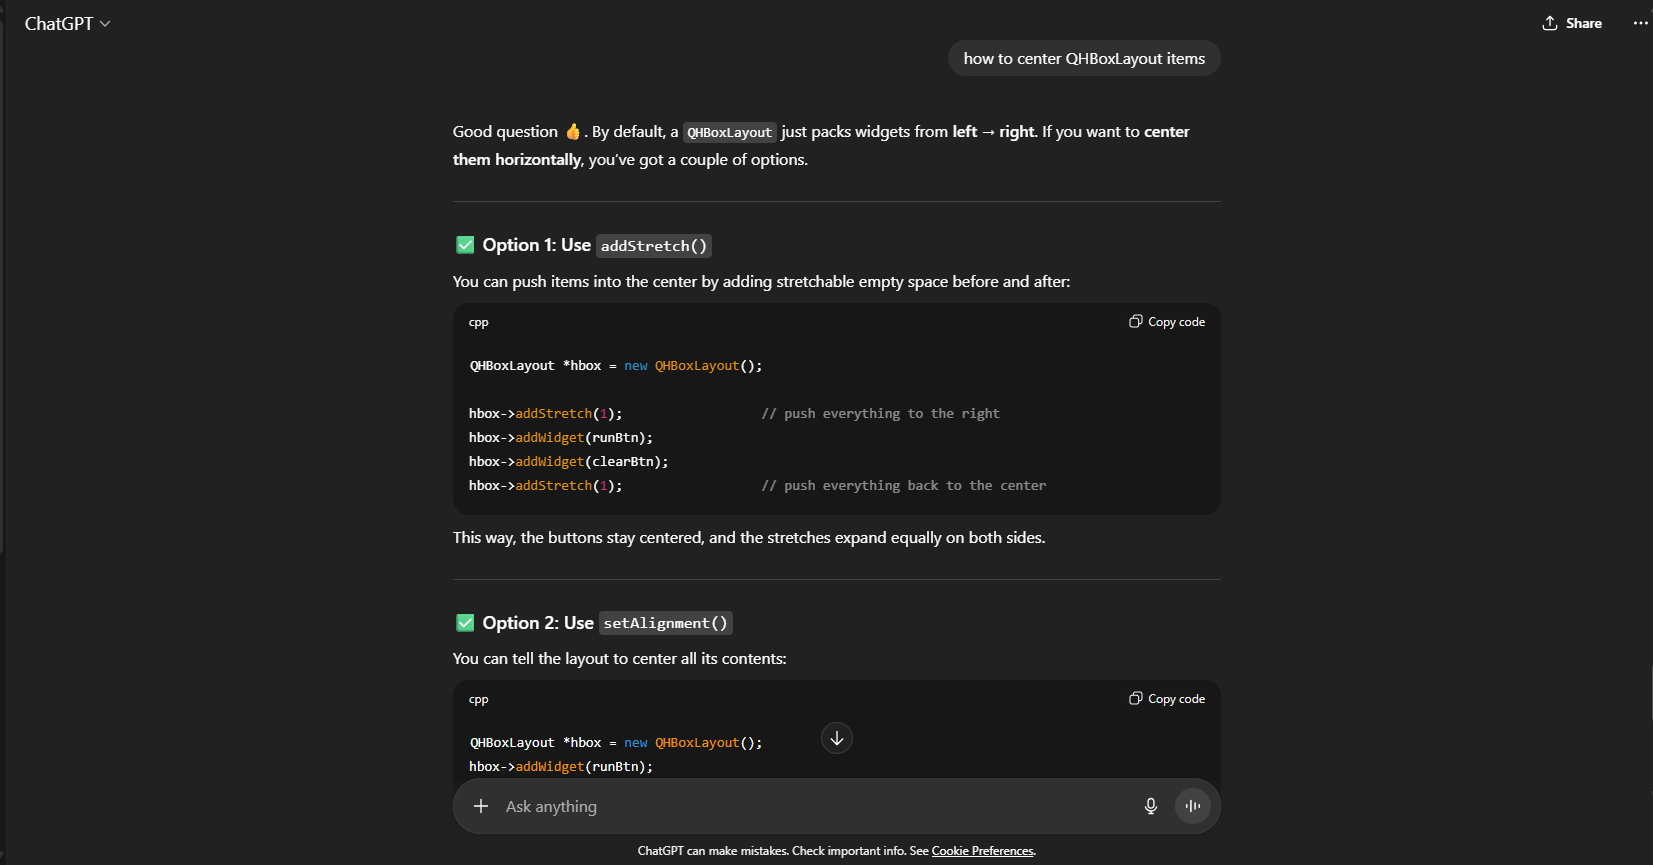 ChatGPT
Share
how to center QHBoxLayout items
Good question 👍. By default, a QHBoxLayout just packs widgets from left → right. If you want to center
them horizontally, you’ve got a couple of options.
✅ Option 1: Use addStretch()
You can push items into the center by adding stretchable empty space before and after:
cpp
Copy code
QHBoxLayout *hbox = new QHBoxLayout();
hbox->addStretch(1); // push everything to the right
hbox->addWidget(runBtn);
hbox->addWidget(clearBtn);
hbox->addStretch(1); // push everything back to the center
This way, the buttons stay centered, and the stretches expand equally on both sides.
✅ Option 2: Use setAlignment()
You can tell the layout to center all its contents:
cpp
Copy code
QHBoxLayout *hbox = new QHBoxLayout();
hbox->addWidget(runBtn);
Ask anything
ChatGPT can make mistakes. Check important info. See Cookie Preferences.